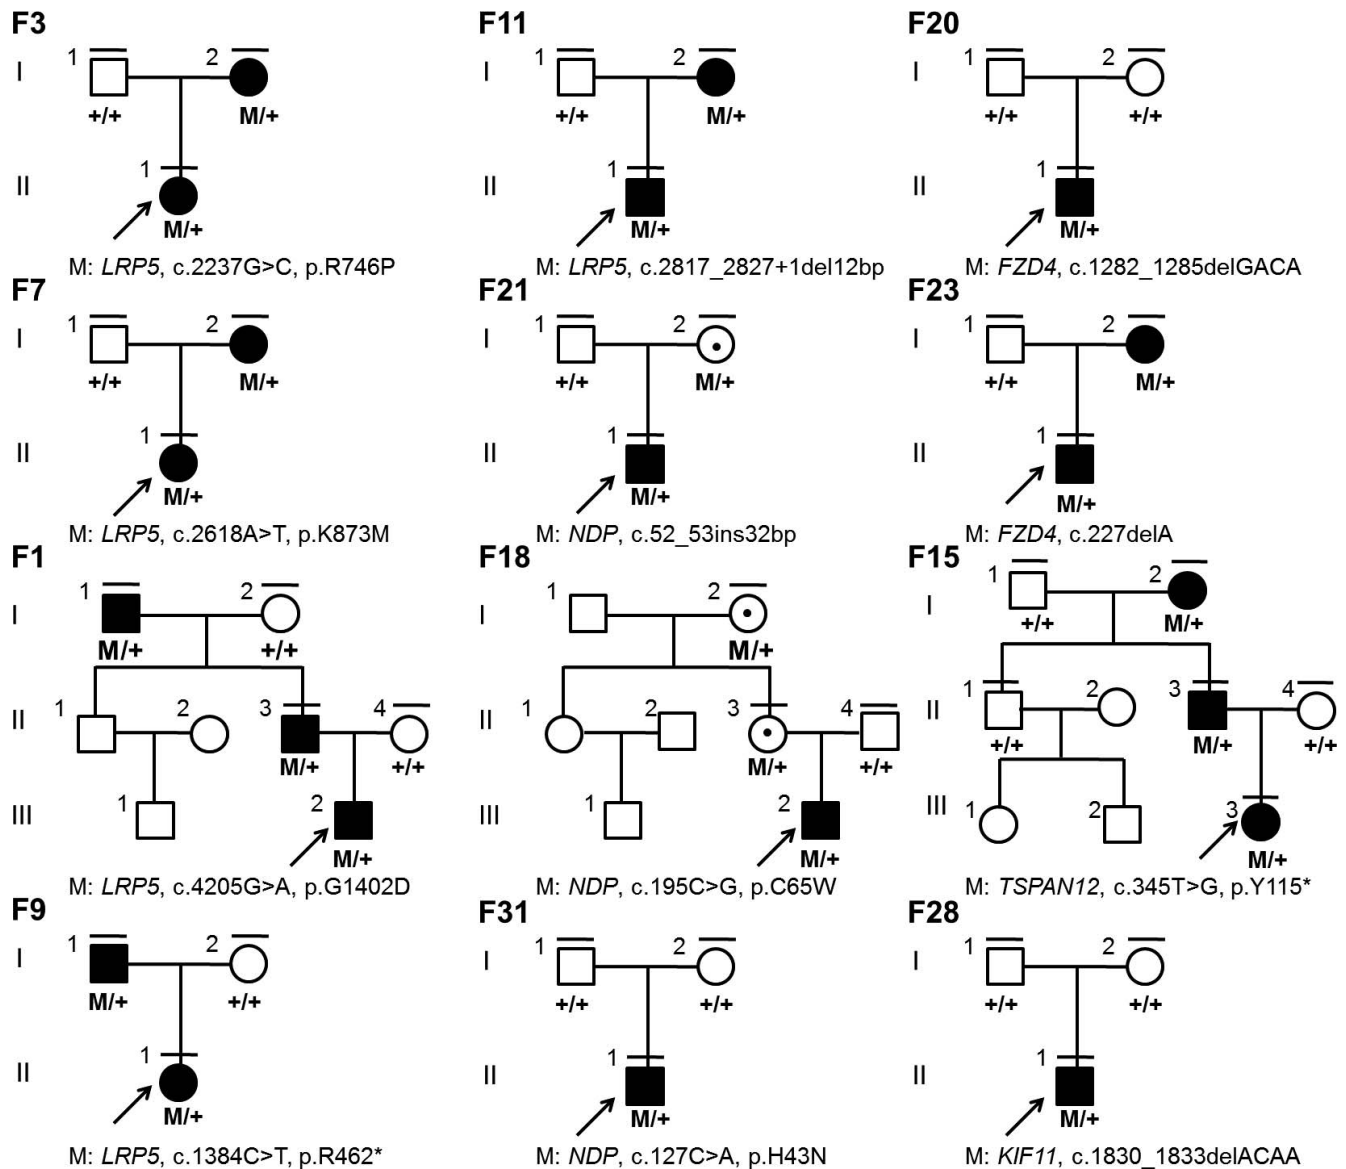 F3
1 2
I
+/+ M/+
1
II
M/+
M: LRP5, c.2237G>C, p.R746P
F11
1 2
I
+/+ M/+
1
II
M/+
M: LRP5, c.2817_2827+1del12bp
F20
1 2
I
+/+ +/+
1
II
M/+
M: FZD4, c.1282_1285delGACA
F7
1 2
I
+/+ M/+
1
II
M/+
M: LRP5, c.2618A>T, p.K873M
F21
1 2
I
+/+ M/+
1
II
M/+
M: NDP, c.52_53ins32bp
F23
1 2
I
+/+ M/+
1
II
M/+
M: FZD4, c.227delA
F1
1 2
I
M/+ +/+
1 2 3 4
II
M/+ +/+
1 2
III
M/+
M: LRP5, c.4205G>A, p.G1402D
F18
1 2
I
M/+
1 2 3 4
II
M/+ +/+
1 2
III
M/+
M: NDP, c.195C>G, p.C65W
F15
1 2
I
+/+ M/+
1 2 3 4
II
+/+ M/+ +/+
III
1 2 3
M/+
M: TSPAN12, c.345T>G, p.Y115*
F9
1 2
I
M/+ +/+
1
II
M/+
M: LRP5, c.1384C>T, p.R462*
F31
1 2
I
+/+ +/+
1
II
M/+
M: NDP, c.127C>A, p.H43N
F28
1 2
I
+/+ +/+
1
II
M/+
M: KIF11, c.1830_1833delACAA